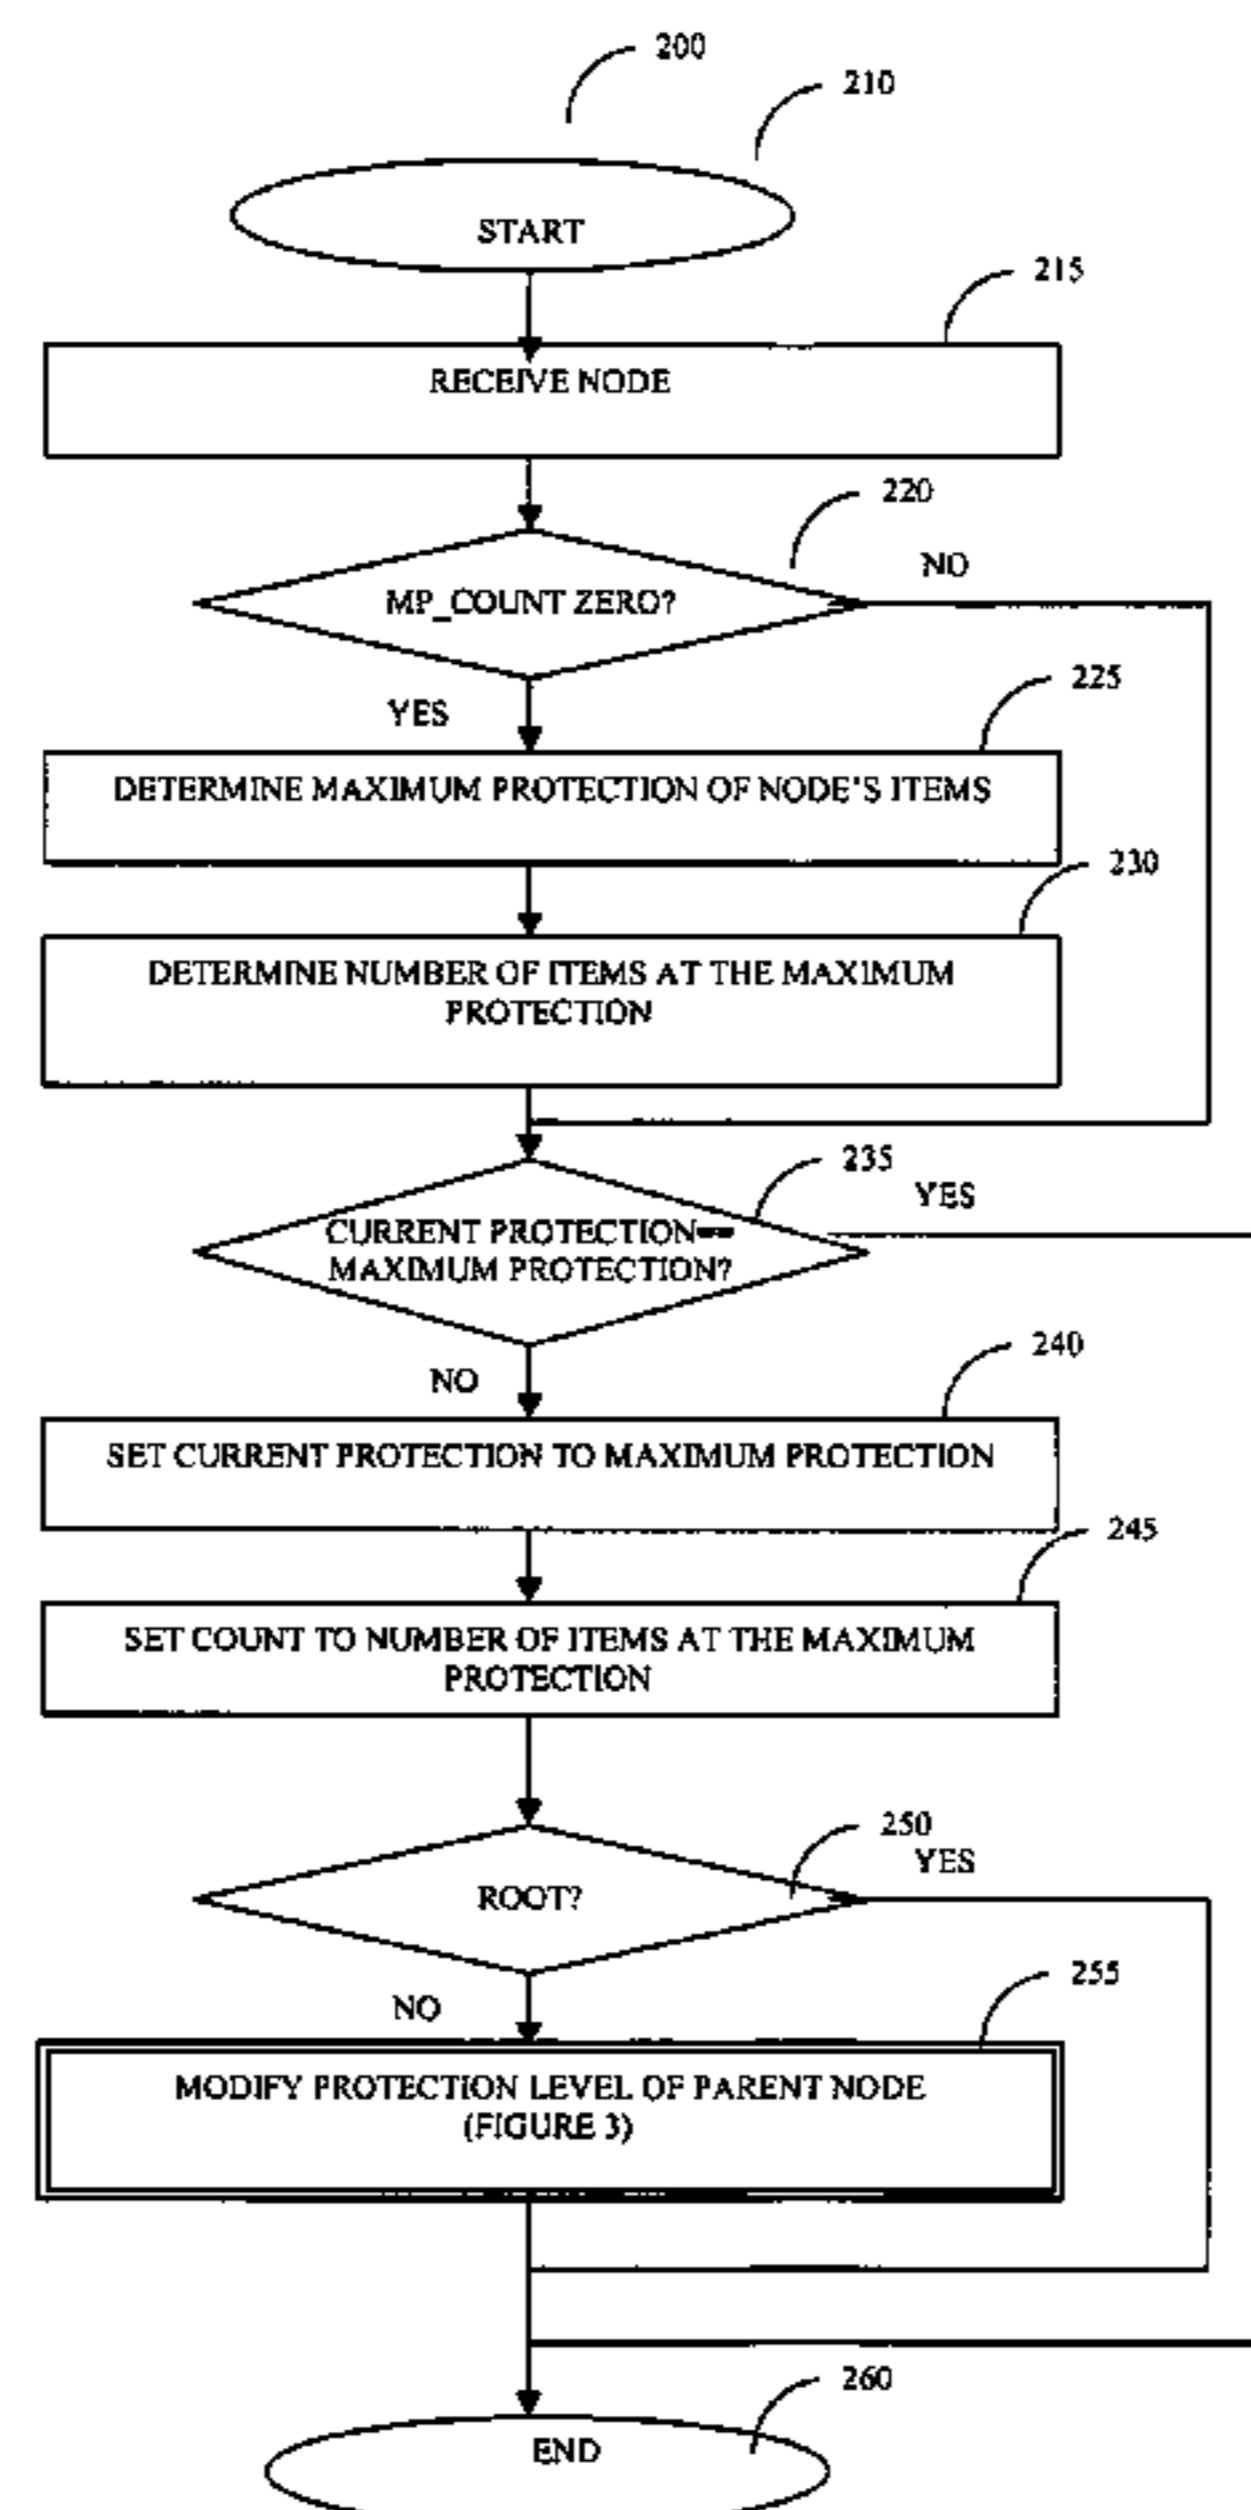 200
210
START
215
RECEIVE NODE
220
NO
MP_COUNT ZERO?
225
YES
DETERMINE MAXIMUM PROTECTION OF NODE'S ITEMS
230
DETERMINE NUMBER OF ITEMS AT THE MAXIMUM
PROTECTION
235
YES
CURRENT PROTECTION==
MAXIMUM PROTECTION?
240
NO
SET CURRENT PROTECTION TO MAXIMUM PROTECTION
245
SET COUNT TO NUMBER OF ITEMS AT THE MAXIMUM
PROTECTION
250
YES
ROOT?
255
NO
MODIFY PROTECTION LEVEL OF PARENT NODE
(FIGURE 3)
260
END